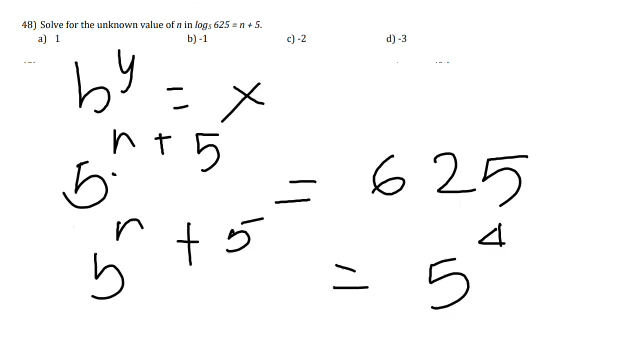 48) Solve for the unknown value of n in log₅ 625 = n + 5.
a) 1 b) -1 c) -2 d) -3
b^y = x
5^(n + 5) = 625
5^(n + 5) = 5^4